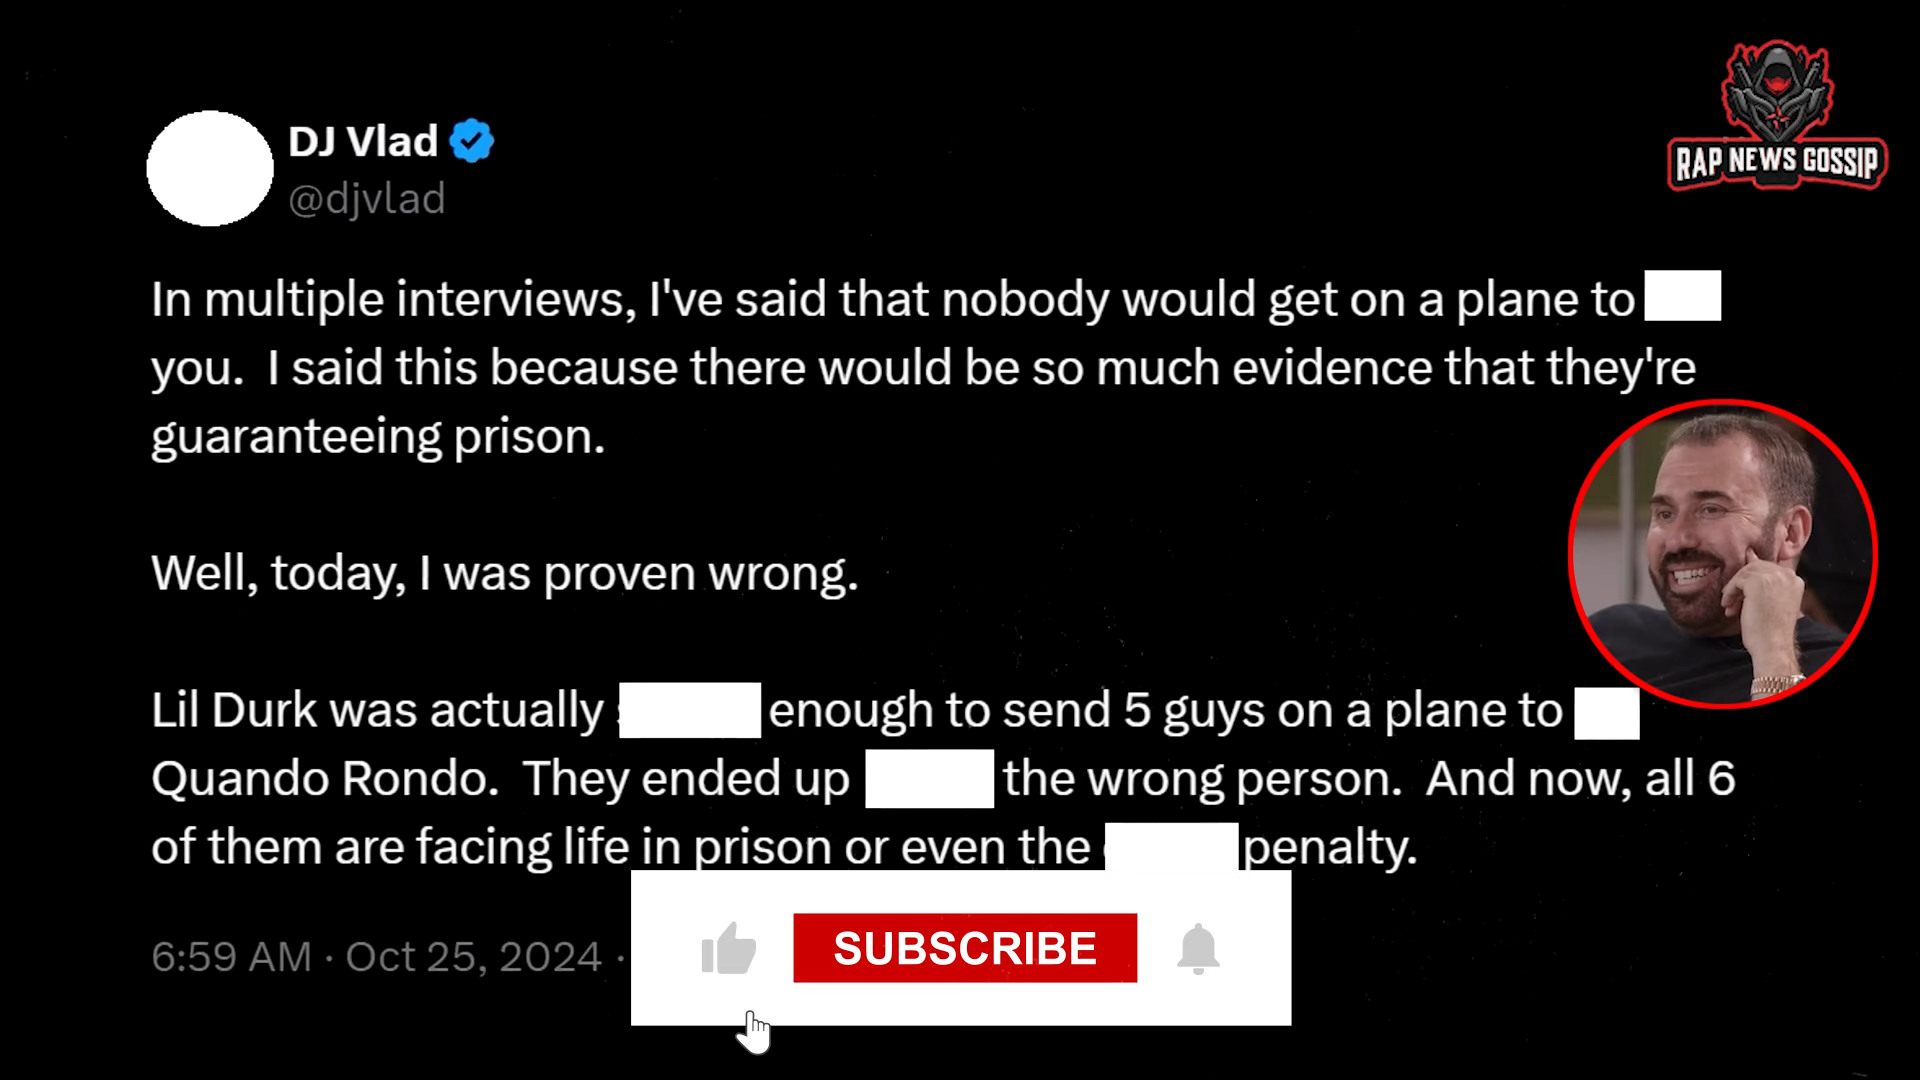 DJ Vlad
@djvlad
RAP NEWS GOSSIP
In multiple interviews, I've said that nobody would get on a plane to
you. I said this because there would be so much evidence that they're
guaranteeing prison.
Well, today, I was proven wrong.
Lil Durk was actually enough to send 5 guys on a plane to
Quando Rondo. They ended up the wrong person. And now, all 6
of them are facing life in prison or even the penalty.
6:59 AM · Oct 25, 2024 ·
SUBSCRIBE